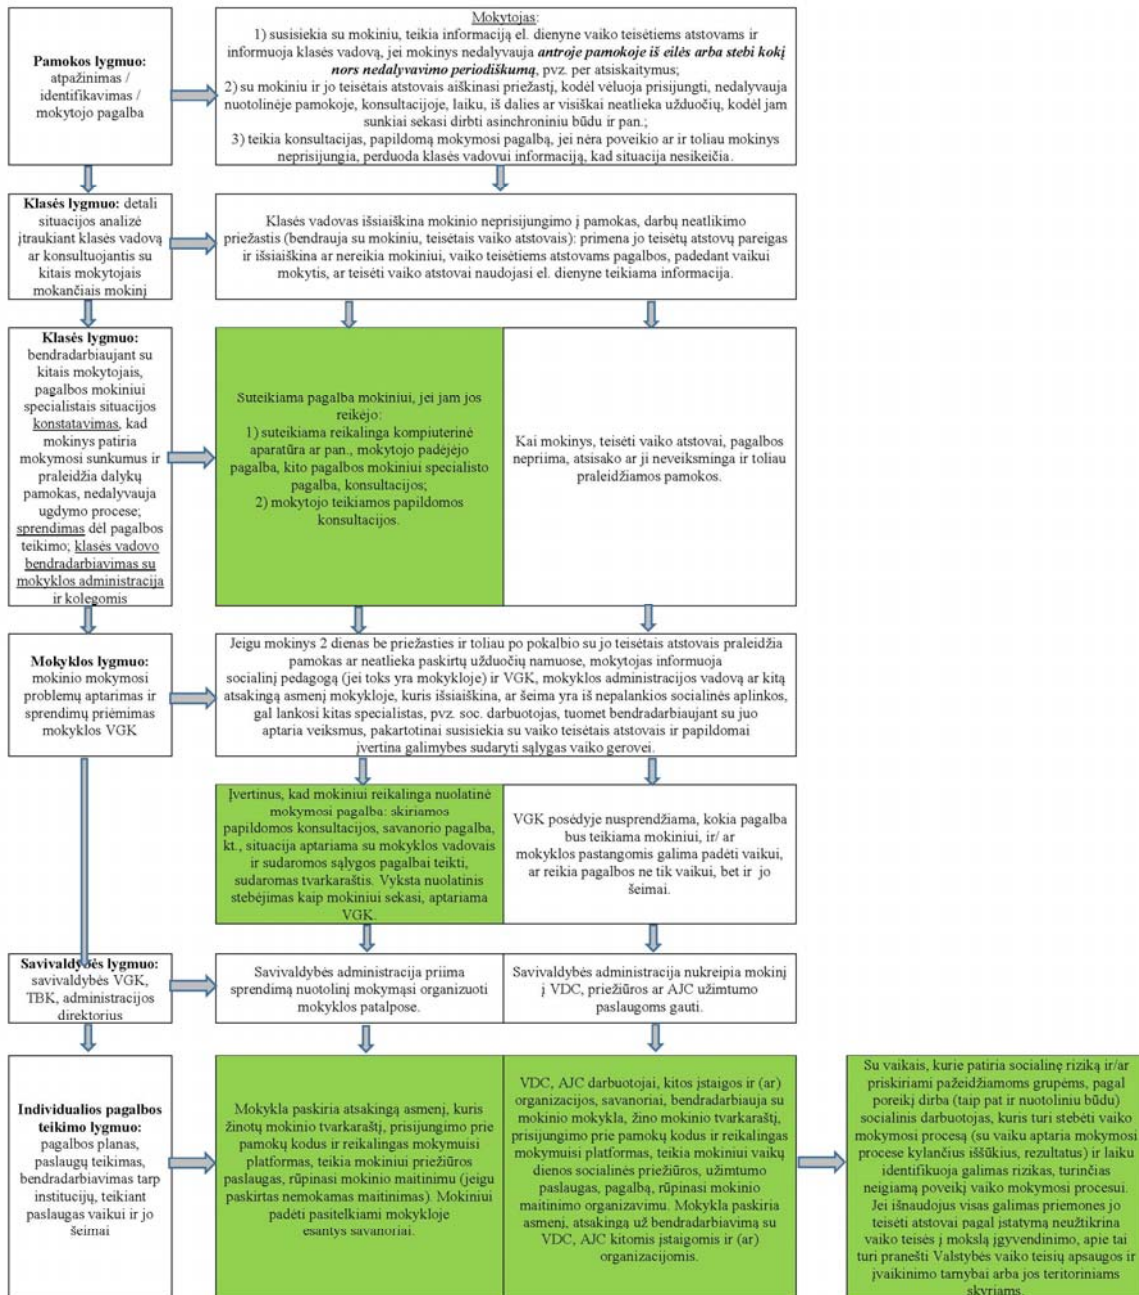 Pamokos lygmuo:
atpažinimas /
identifikavimas /
mokytojo pagalba
Mokytojas:
1) susisiekia su mokiniu, teikia informaciją el. dienyne vaiko teisėtiems atstovams ir
informuoja klasės vadovą, jei mokinys nedalyvauja antroje pamokoje iš eilės arba stebi kokį
nors nedalyvavimo periodiškumą, pvz. per atsiskaitymus;
2) su mokiniu ir jo teisėtais atstovais aiškinasi priežastį, kodėl vėluoja prisijungti, nedalyvauja
nuotolinėje pamokoje, konsultacijoje, laiku, iš dalies ar visiškai neatlieka užduočių, kodėl jam
sunkiai sekasi dirbti asinchroniniu būdu ir pan.;
3) teikia konsultacijas, papildomą mokymosi pagalbą, jei nėra poveikio ar ir toliau mokinys
neprisijungia, perduoda klasės vadovui informaciją, kad situacija nesikeičia.
Klasės lygmuo: detali
situacijos analizė
įtraukiant klasės vadovą
ar konsultuojantis su
kitais mokytojais
mokančiais mokinį
Klasės vadovas išsiaiškina mokinio neprisijungimo į pamokas, darbų neatlikimo
priežastis (bendrauja su mokiniu, teisėtais vaiko atstovais): primena jo teisėtų atstovų pareigas
ir išsiaiškina ar nereikia mokiniui, vaiko teisėtiems atstovams pagalbos, padedant vaikui
mokytis, ar teisėti vaiko atstovai naudojasi el. dienyne teikiama informacija.
Klasės lygmuo:
bendradarbiaujant su
kitais mokytojais,
pagalbos mokiniui
specialistais situacijos
konstatavimas, kad
mokinys patiria
mokymosi sunkumus ir
praleidžia dalykų
pamokas, nedalyvauja
ugdymo procese;
sprendimas dėl pagalbos
teikimo; klasės vadovo
bendradarbiavimas su
mokyklos administracija
ir kolegomis
Suteikiama pagalba mokiniui, jei jam jos
reikėjo:
1) suteikiama reikalinga kompiuterinė
aparatūra ar pan., mokytojo padėjėjo
pagalba, kito pagalbos mokiniui specialisto
pagalba, konsultacijos;
2) mokytojo teikiamos papildomos
konsultacijos.
Kai mokinys, teisėti vaiko atstovai, pagalbos
nepriima, atsisako ar ji neveiksminga ir toliau
praleidžiamos pamokos.
Mokyklos lygmuo:
mokinio mokymosi
problemų aptarimas ir
sprendimų priėmimas
mokyklos VGK
Jeigu mokinys 2 dienas be priežasties ir toliau po pokalbio su jo teisėtais atstovais praleidžia
pamokas ar neatlieka paskirtų užduočių namuose, mokytojas informuoja
socialinį pedagogą (jei toks yra mokykloje) ir VGK, mokyklos administracijos vadovą ar kitą
atsakingą asmenį mokykloje, kuris išsiaiškina, ar šeima yra iš nepalankios socialinės aplinkos,
gal lankosi kitas specialistas, pvz. soc. darbuotojas, tuomet bendradarbiaujant su juo
aptaria veiksmus, pakartotinai susisiekia su vaiko teisėtais atstovais ir papildomai
įvertina galimybes sudaryti sąlygas vaiko gerovei.
Įvertinus, kad mokiniui reikalinga nuolatinė
mokymosi pagalba: skiriamos
papildomos konsultacijos, savanorio pagalba,
kt., situacija aptariama su mokyklos vadovais
ir sudaromos sąlygos pagalbai teikti,
sudaromas tvarkaraštis. Vyksta nuolatinis
stebėjimas kaip mokiniui sekasi, aptariama
VGK.
VGK posėdyje nusprendžiama, kokia pagalba
bus teikiama mokiniui, ir/ ar
mokyklos pastangomis galima padėti vaikui,
ar reikia pagalbos ne tik vaikui, bet ir jo
šeimai.
Savivaldybės lygmuo:
savivaldybės VGK,
TBK, administracijos
direktorius
Savivaldybės administracija priima
sprendimą nuotolinį mokymąsi organizuoti
mokyklos patalpose.
Savivaldybės administracija nukreipia mokinį
į VDC, priežiūros ar AJC užimtumo
paslaugoms gauti.
Individualios pagalbos
teikimo lygmuo:
pagalbos planas,
paslaugų teikimas,
bendradarbiavimas tarp
institucijų, teikiant
paslaugas vaikui ir jo
šeimai
Mokykla paskiria atsakingą asmenį, kuris
žinotų mokinio tvarkaraštį, prisijungimo prie
pamokų kodus ir reikalingas mokymuisi
platformas, teikia mokiniui priežiūros
paslaugas, rūpinasi mokinio maitinimu (jeigu
paskirtas nemokamas maitinimas). Mokiniui
padėti pasitelkiami mokykloje
esantys savanoriai.
VDC, AJC darbuotojai, kitos įstaigos ir (ar)
organizacijos, savanoriai, bendradarbiauja su
mokinio mokykla, žino mokinio tvarkaraštį,
prisijungimo prie pamokų kodus ir reikalingas
mokymuisi platformas, teikia mokiniui vaikų
dienos socialinės priežiūros, užimtumo
paslaugas, pagalbą, rūpinasi mokinio
maitinimo organizavimu. Mokykla paskiria
asmenį, atsakingą už bendradarbiavimą su
VDC, AJC kitomis įstaigomis ir (ar)
organizacijomis.
Su vaikais, kurie patiria socialinę riziką ir/ar
priskiriami pažeidžiamoms grupėms, pagal
poreikį dirba (taip pat ir nuotoliniu būdu)
socialinis darbuotojas, kuris turi stebėti vaiko
mokymosi procesą (su vaiku aptaria mokymosi
procese kylančius iššūkius, rezultatus) ir laiku
identifikuoja galimas rizikas, turinčias
neigiamą poveikį vaiko mokymosi procesui.
Jei išnaudojus visas galimas priemones jo
teisėti atstovai pagal įstatymą neužtikrina
vaiko teisės į mokslą įgyvendinimo, apie tai
turi pranešti Valstybės vaiko teisių apsaugos ir
įvaikinimo tarnybai arba jos teritoriniams
skyriams.